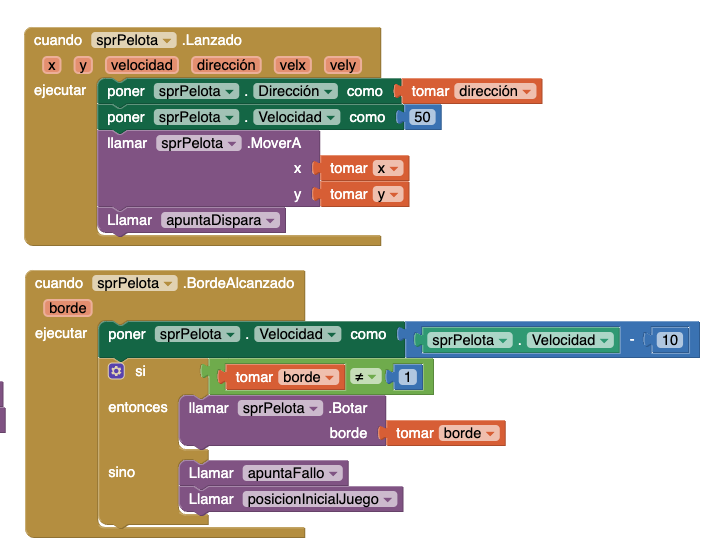 cuando sprPelota .Lanzado
x y velocidad dirección velx vely
ejecutar poner sprPelota . Dirección como tomar dirección
poner sprPelota . Velocidad como 50
llamar sprPelota .MoverA
x tomar x
y tomar y
Llamar apuntaDispara
cuando sprPelota .BordeAlcanzado
borde
ejecutar poner sprPelota . Velocidad como sprPelota . Velocidad - 10
si tomar borde ≠ 1
entonces llamar sprPelota .Botar
borde tomar borde
sino Llamar apuntaFallo
Llamar posicionInicialJuego